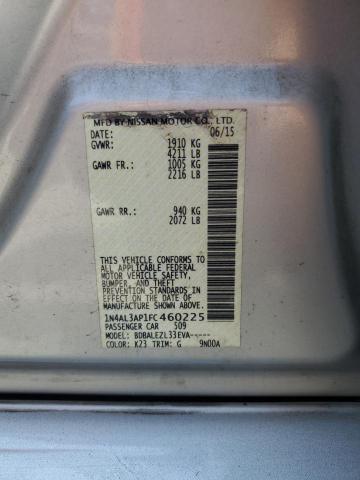 MFD BY NISSAN MOTOR CO., LTD.
DATE: 06/15
GVWR: 1910 KG
4211 LB
GAWR FR.: 1005 KG
2216 LB
GAWR RR.: 940 KG
2072 LB
THIS VEHICLE CONFORMS TO ALL
APPLICABLE FEDERAL MOTOR
VEHICLE SAFETY,
BUMPER, AND THEFT
PREVENTION STANDARDS IN
EFFECT ON THE DATE OF
MANUFACTURE SHOWN ABOVE.
1N4AL3AP1FC460225
PASSENGER CAR 509
MODEL: BDBALEZL33EVA-----
COLOR: K23 TRIM: G 9N00A